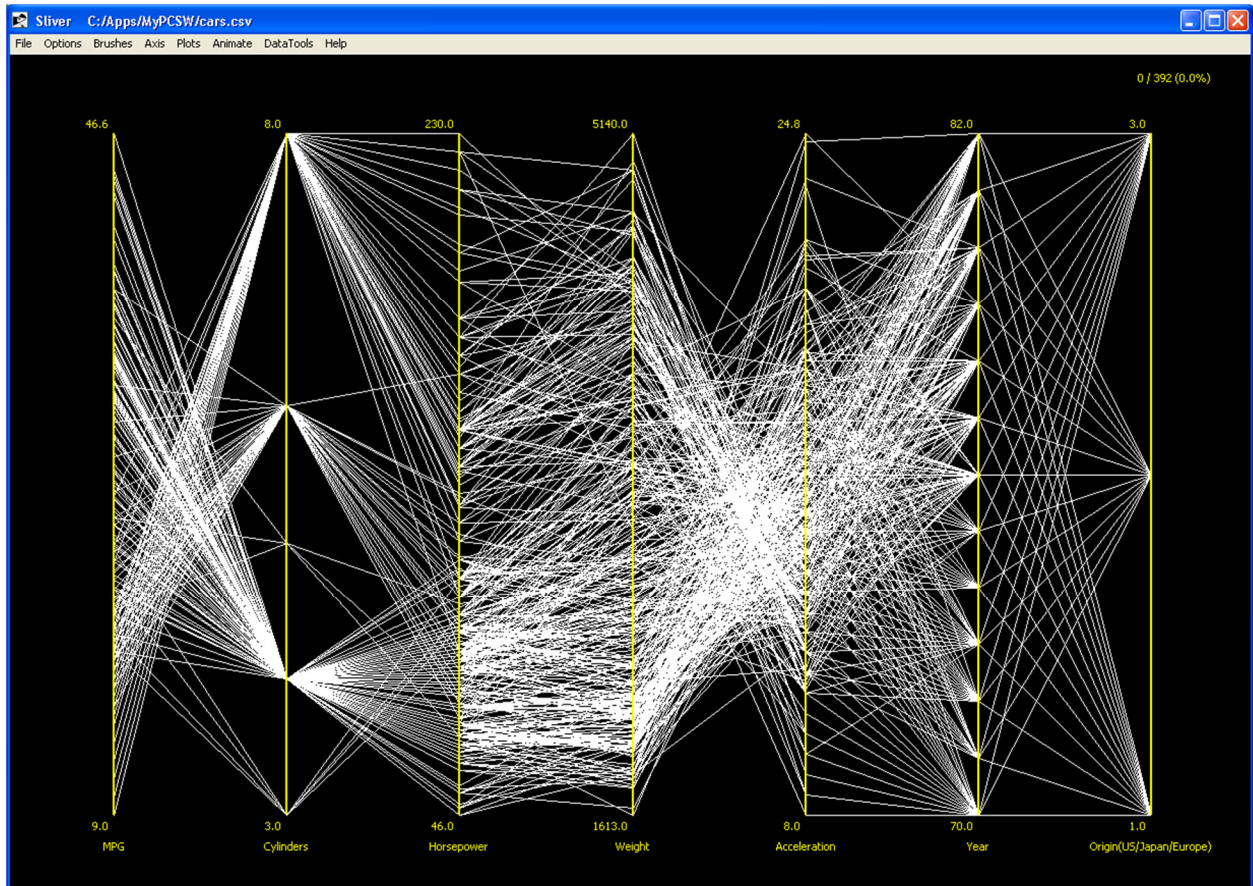 Sliver C:/Apps/MyPCSW/cars.csv
File Options Brushes Axis Plots Animate DataTools Help
0 / 392 (0.0%)
46.6 8.0 230.0 5140.0 24.8 82.0 3.0
9.0 3.0 46.0 1613.0 8.0 70.0 1.0
MPG Cylinders Horsepower Weight Acceleration Year Origin(US/Japan/Europe)